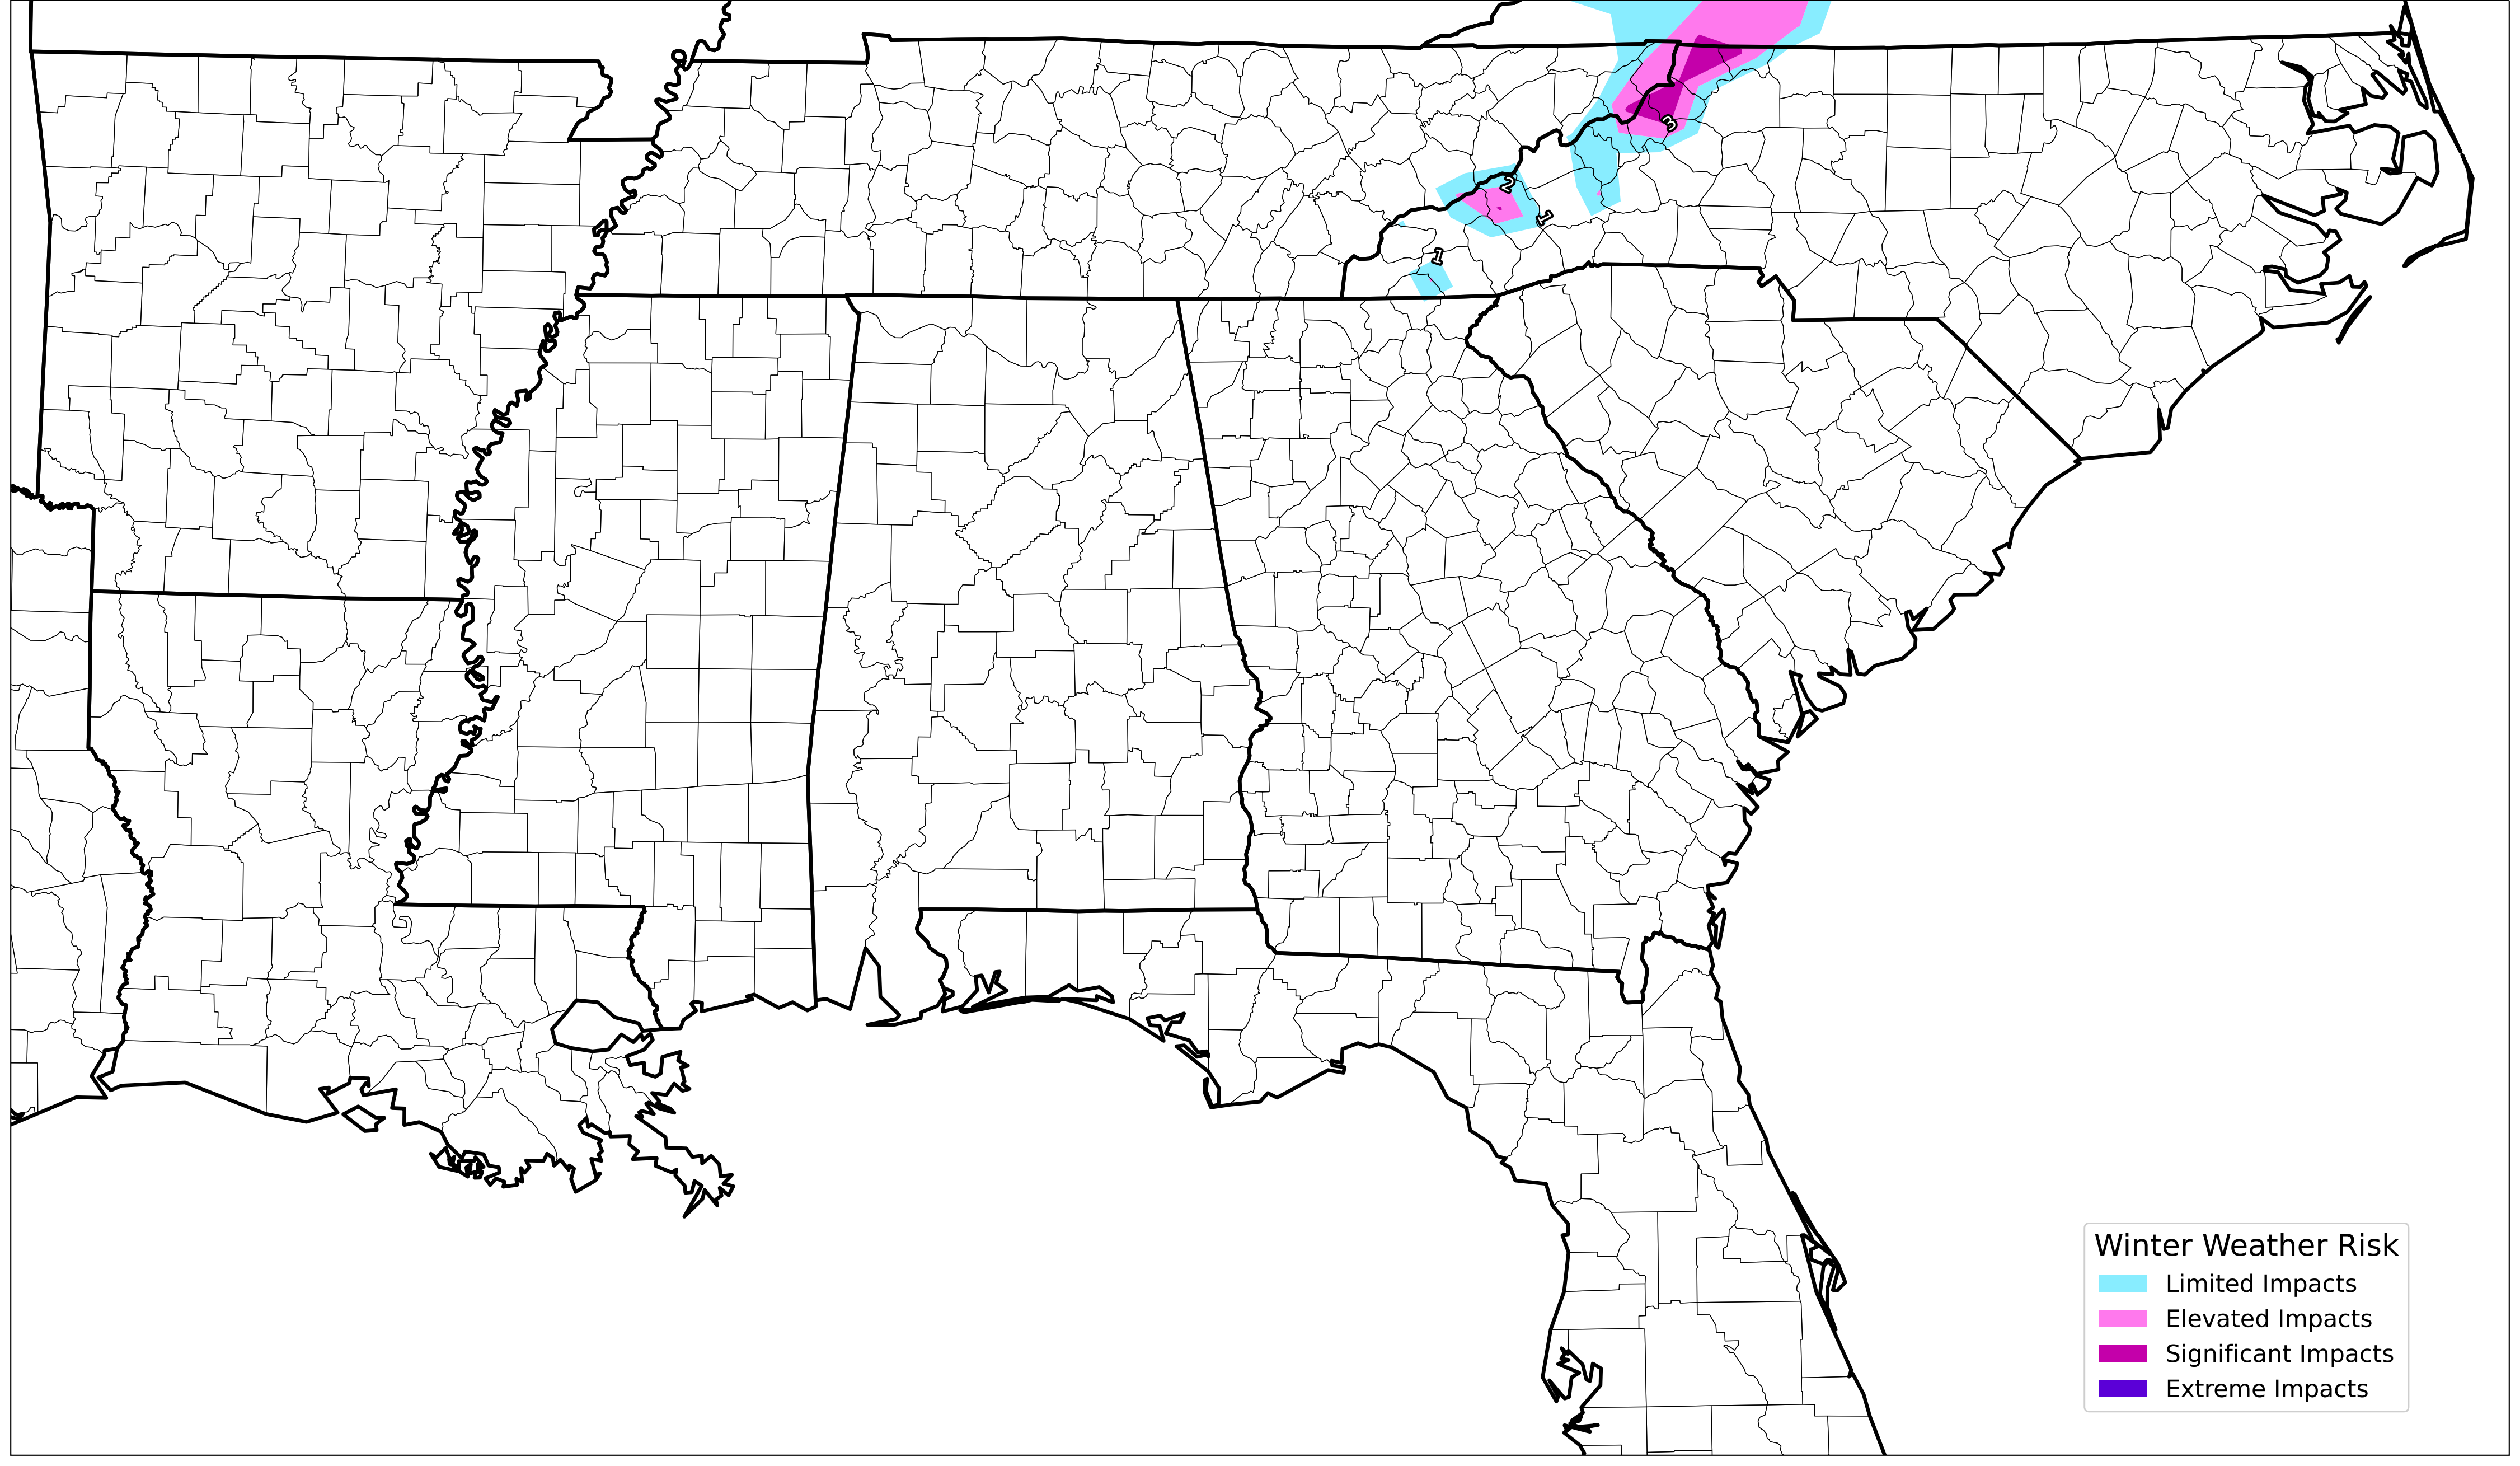 3
2
1
1
Winter Weather Risk
Limited Impacts
Elevated Impacts
Significant Impacts
Extreme Impacts